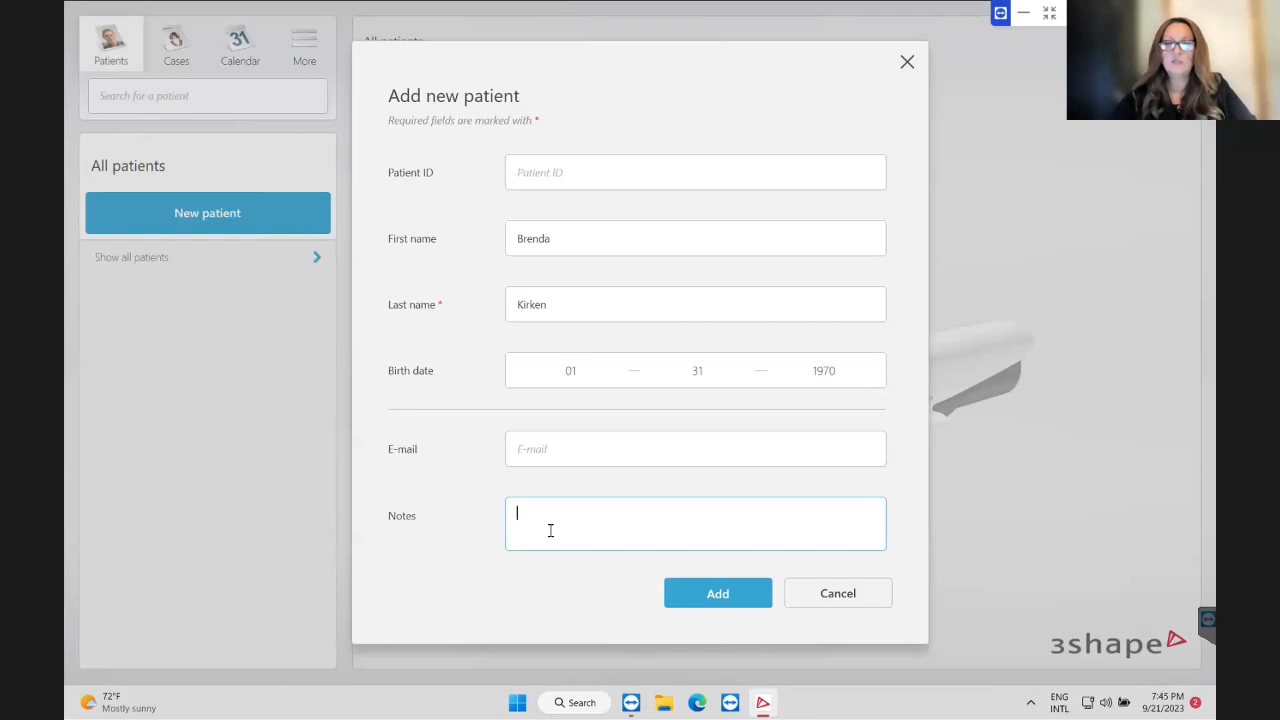 Patients
Cases
31
Calendar
More
Search for a patient
All patients
New patient
Show all patients
Add new patient
Required fields are marked with *
Patient ID
Patient ID
First name
Brenda
Last name *
Kirken
Birth date
01 — 31 — 1970
E-mail
E-mail
Notes
Add
Cancel
3shape
72°F
Mostly sunny
Search
ENG
INTL
7:45 PM
9/21/2023
2